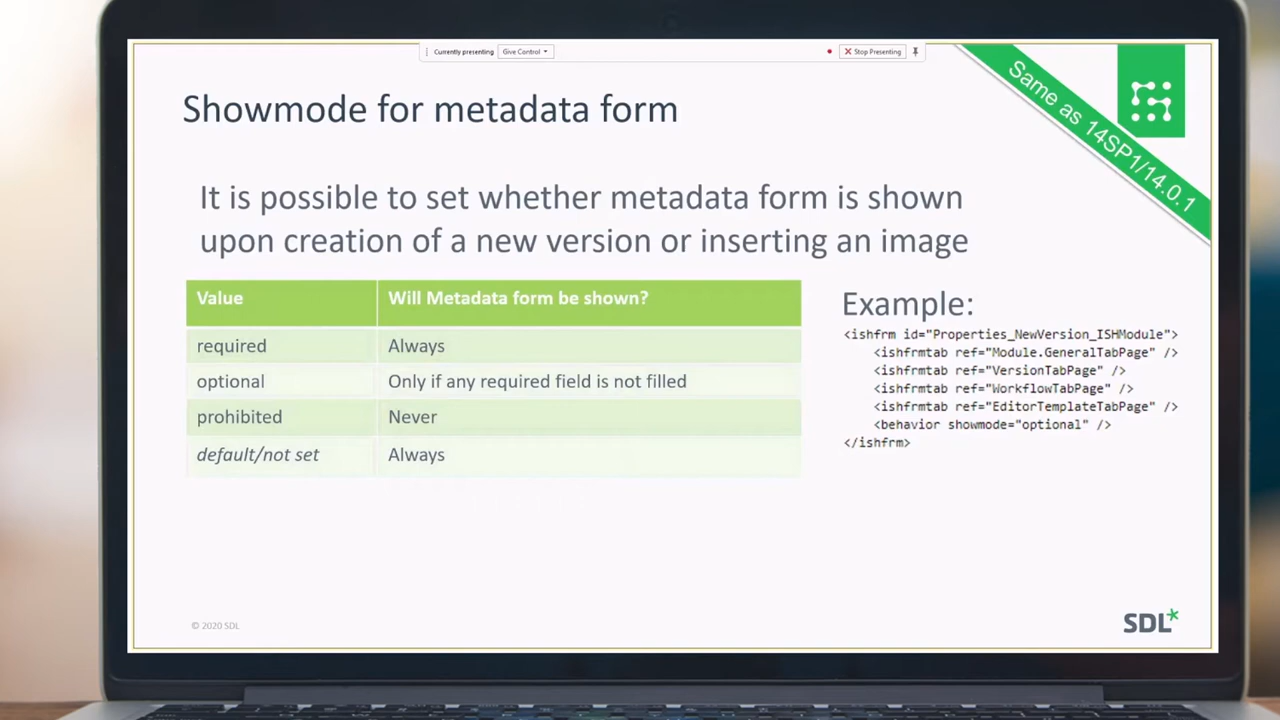 Currently presenting Give Control
Stop Presenting
Same as 14SP1/14.0.1
Showmode for metadata form
It is possible to set whether metadata form is shown
upon creation of a new version or inserting an image
Value Will Metadata form be shown?
required Always
optional Only if any required field is not filled
prohibited Never
default/not set Always
Example:
<ishfrm id="Properties_NewVersion_ISHModule">
<ishfrmtab ref="Module.GeneralTabPage" />
<ishfrmtab ref="VersionTabPage" />
<ishfrmtab ref="WorkflowTabPage" />
<ishfrmtab ref="EditorTemplateTabPage" />
<behavior showmode="optional" />
</ishfrm>
© 2020 SDL
SDL*